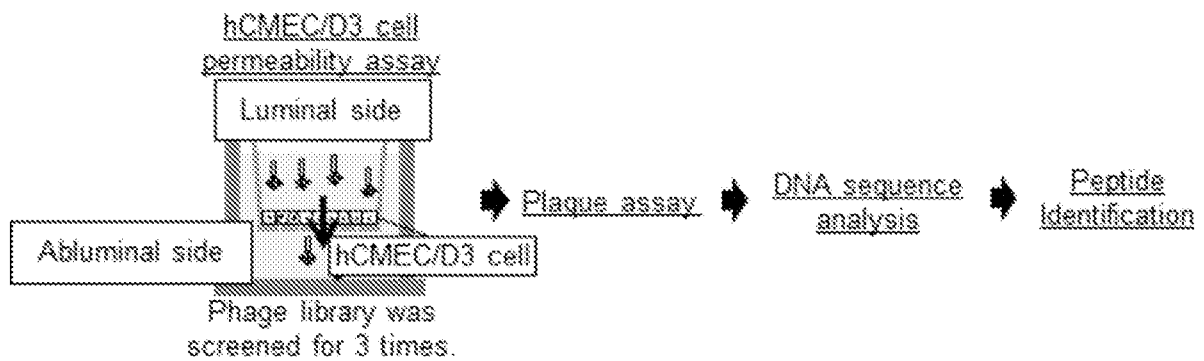 hCMEC/D3 cell
permeability assay
Luminal side
Abluminal side
hCMEC/D3 cell
Phage library was
screened for 3 times.
Plaque assay
DNA sequence
analysis
Peptide
Identification